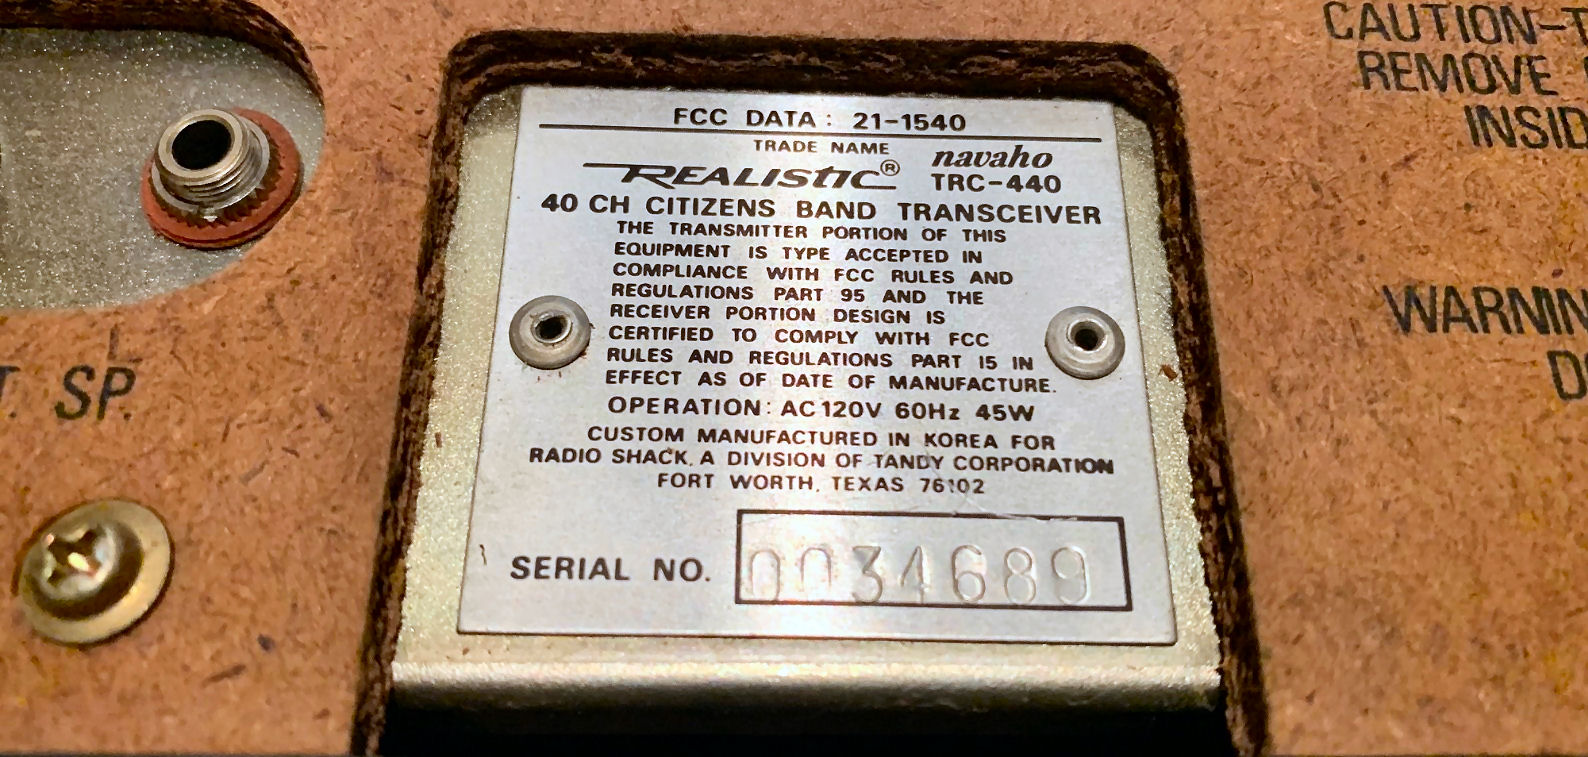 CAUTION-T
REMOVE
INSID
WARNIN
D
T. SP.
FCC DATA: 21-1540
TRADE NAME
REALISTIC® navaho
TRC-440
40 CH CITIZENS BAND TRANSCEIVER
THE TRANSMITTER PORTION OF THIS
EQUIPMENT IS TYPE ACCEPTED IN
COMPLIANCE WITH FCC RULES AND
REGULATIONS PART 95 AND THE
RECEIVER PORTION DESIGN IS
CERTIFIED TO COMPLY WITH FCC
RULES AND REGULATIONS PART 15 IN
EFFECT AS OF DATE OF MANUFACTURE.
OPERATION: AC 120V 60Hz 45W
CUSTOM MANUFACTURED IN KOREA FOR
RADIO SHACK, A DIVISION OF TANDY CORPORATION
FORT WORTH, TEXAS 76102
SERIAL NO. 0034689